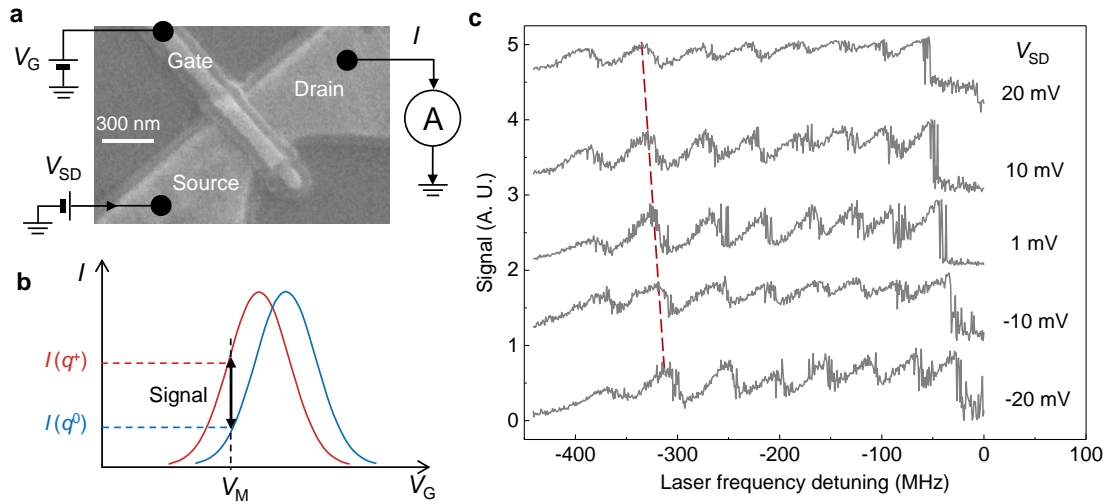 a
V_G
Gate
Drain
I
300 nm
A
V_SD
Source
b
I
I (q⁺)
Signal
I (q⁰)
V_M
V_G
c
5
4
3
2
1
0
Signal (A. U.)
V_SD
20 mV
10 mV
1 mV
-10 mV
-20 mV
-400
-300
-200
-100
0
100
Laser frequency detuning (MHz)